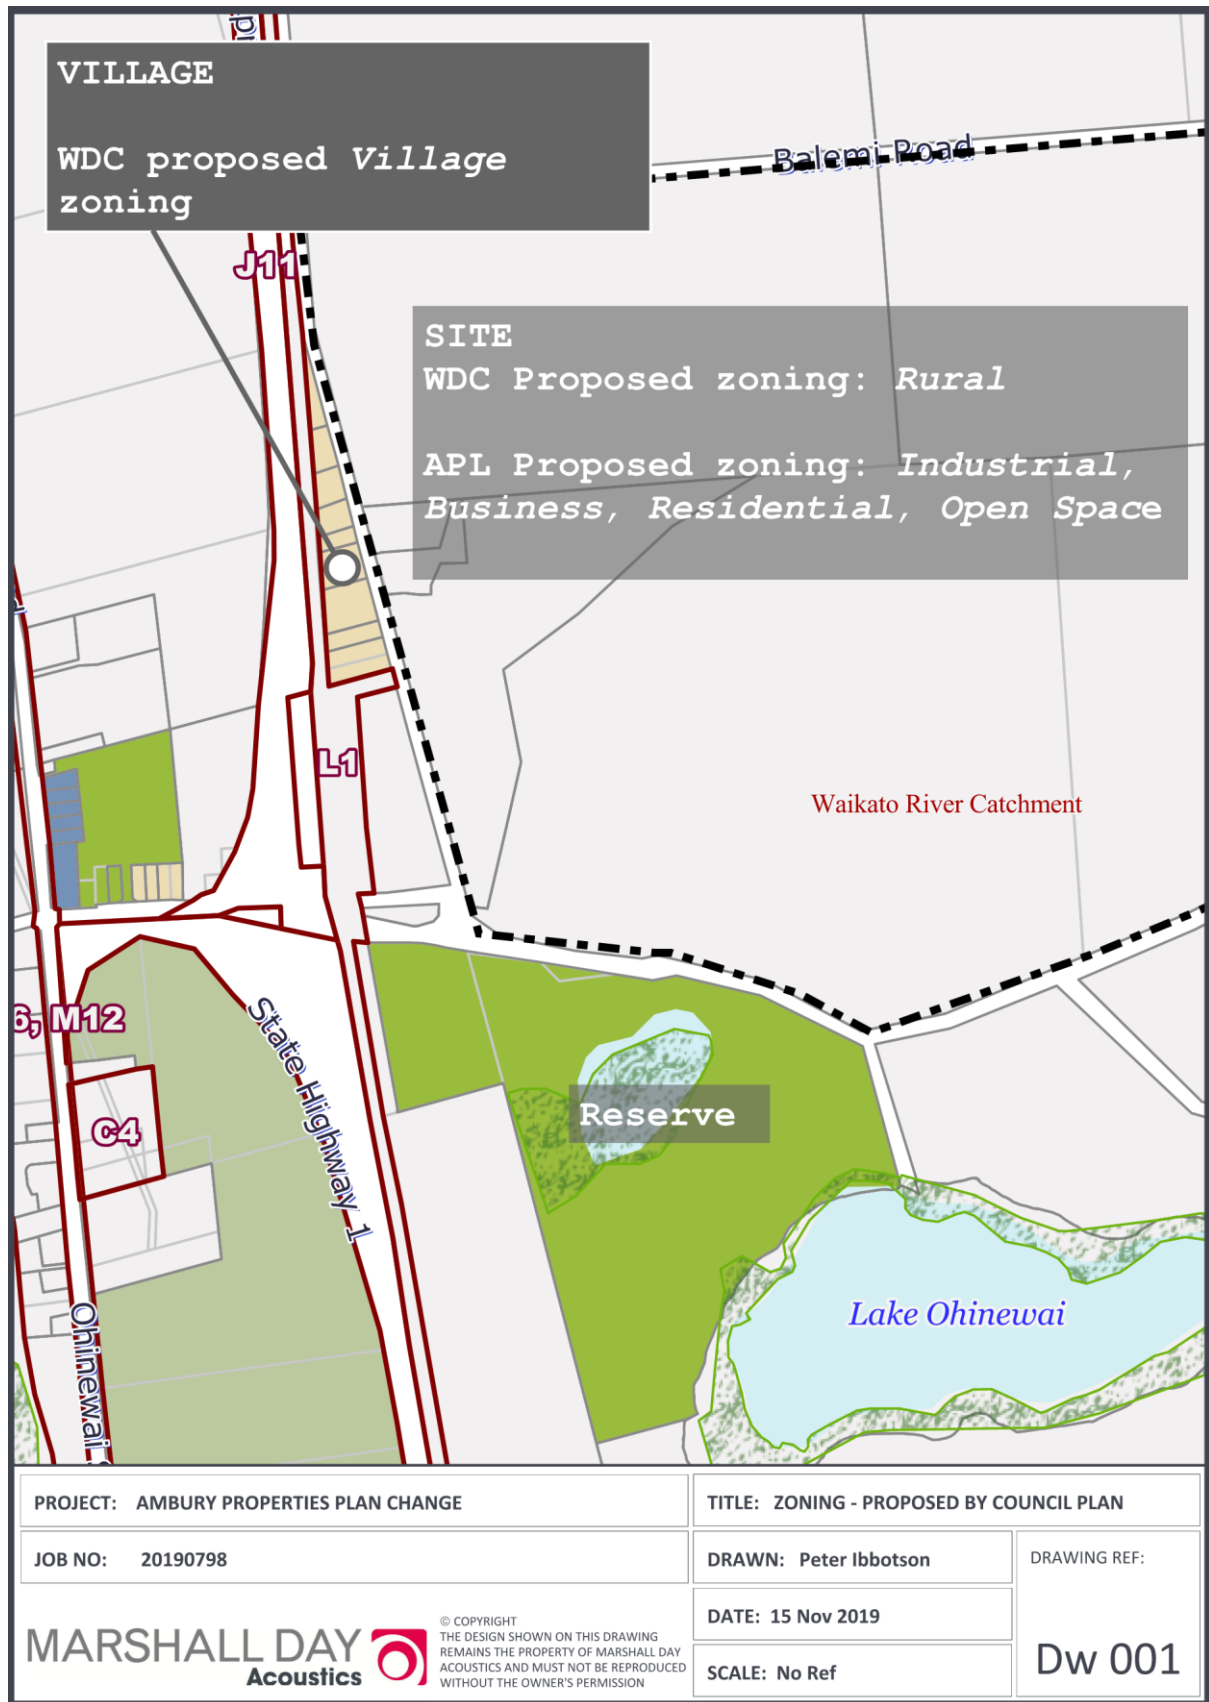 VILLAGE
WDC proposed Village
zoning
Balemi Road
J11
SITE
WDC Proposed zoning: Rural
APL Proposed zoning: Industrial,
Business, Residential, Open Space
L1
Waikato River Catchment
6, M12
State Highway 1
C4
Reserve
Lake Ohinewai
Ohinewai
PROJECT: AMBURY PROPERTIES PLAN CHANGE
TITLE: ZONING - PROPOSED BY COUNCIL PLAN
JOB NO: 20190798
DRAWN: Peter Ibbotson
DRAWING REF:
DATE: 15 Nov 2019
SCALE: No Ref
Dw 001
MARSHALL DAY
Acoustics
© COPYRIGHT
THE DESIGN SHOWN ON THIS DRAWING
REMAINS THE PROPERTY OF MARSHALL DAY
ACOUSTICS AND MUST NOT BE REPRODUCED
WITHOUT THE OWNER'S PERMISSION